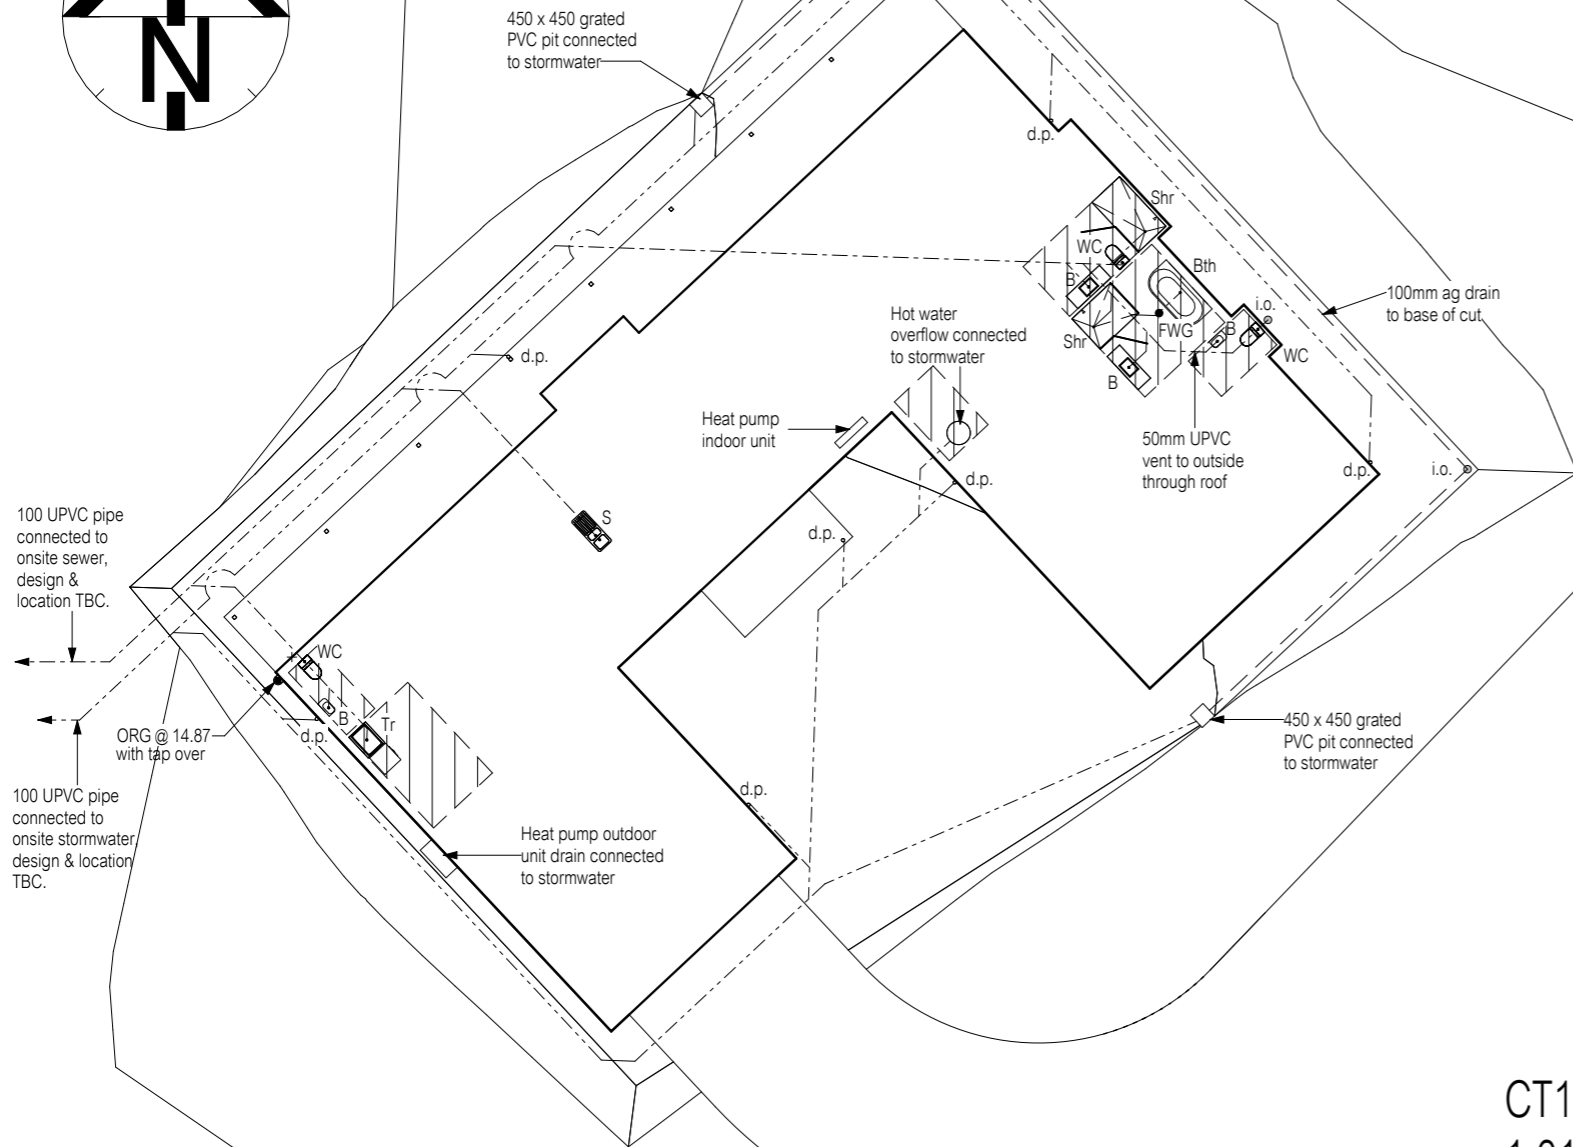 N
450 x 450 grated
PVC pit connected
to stormwater
d.p.
Shr
WC
B
Bth
i.o.
100mm ag drain
to base of cut
FWG
B
WC
Shr
B
Hot water
overflow connected
to stormwater
d.p.
Heat pump
indoor unit
50mm UPVC
vent to outside
through roof
d.p.
i.o.
d.p.
d.p.
S
100 UPVC pipe
connected to
onsite sewer,
design &
location TBC.
WC
B
Tr
d.p.
ORG @ 14.87
with tap over
450 x 450 grated
PVC pit connected
to stormwater
d.p.
100 UPVC pipe
connected to
onsite stormwater,
design & location
TBC.
Heat pump outdoor
unit drain connected
to stormwater
CT1